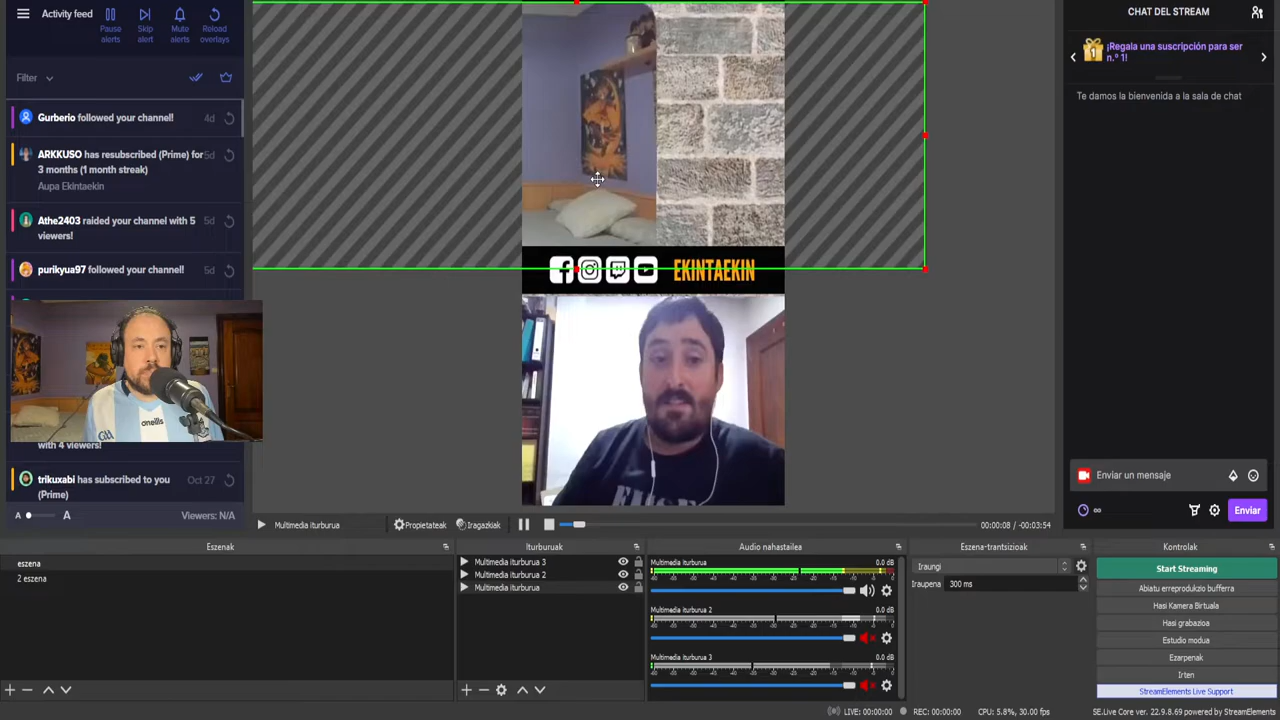 Activity feed
Pause
alerts
Skip
alert
Mute
alerts
Reload
overlays
Filter
Gurberio followed your channel!
4d
ARKKUSO has resubscribed (Prime) for
3 months (1 month streak)
5d
Aupa Ekintaekin
Athe2403 raided your channel with 5
viewers!
5d
purikyua97 followed your channel!
5d
with 4 viewers!
trikuxabi has subscribed to you
(Prime)
Oct 27
A
A
Viewers: N/A
EKINTAEKIN
oneills
CHAT DEL STREAM
1
¡Regala una suscripción para ser
n.º 1!
Te damos la bienvenida a la sala de chat
Enviar un mensaje
∞
Enviar
Multimedia iturburua
Propietateak
Iragazkiak
00:00:08 / -00:03:54
Eszenak
eszena
2 eszena
Iturburuak
Multimedia iturburua 3
Multimedia iturburua 2
Multimedia iturburua
Audio nahastailea
Multimedia iturburua
0.0 dB
Multimedia iturburua 2
0.0 dB
Multimedia iturburua 3
0.0 dB
Eszena-trantsizioak
Iraungi
Iraupena
300 ms
Kontrolak
Start Streaming
Abiatu erreprodukzio bufferra
Hasi Kamera Birtuala
Hasi grabazioa
Estudio modua
Ezarpenak
Irten
StreamElements Live Support
LIVE: 00:00:00
REC: 00:00:00
CPU: 5.8%, 30.00 fps
SE.Live Core ver. 22.9.8.69 powered by StreamElements